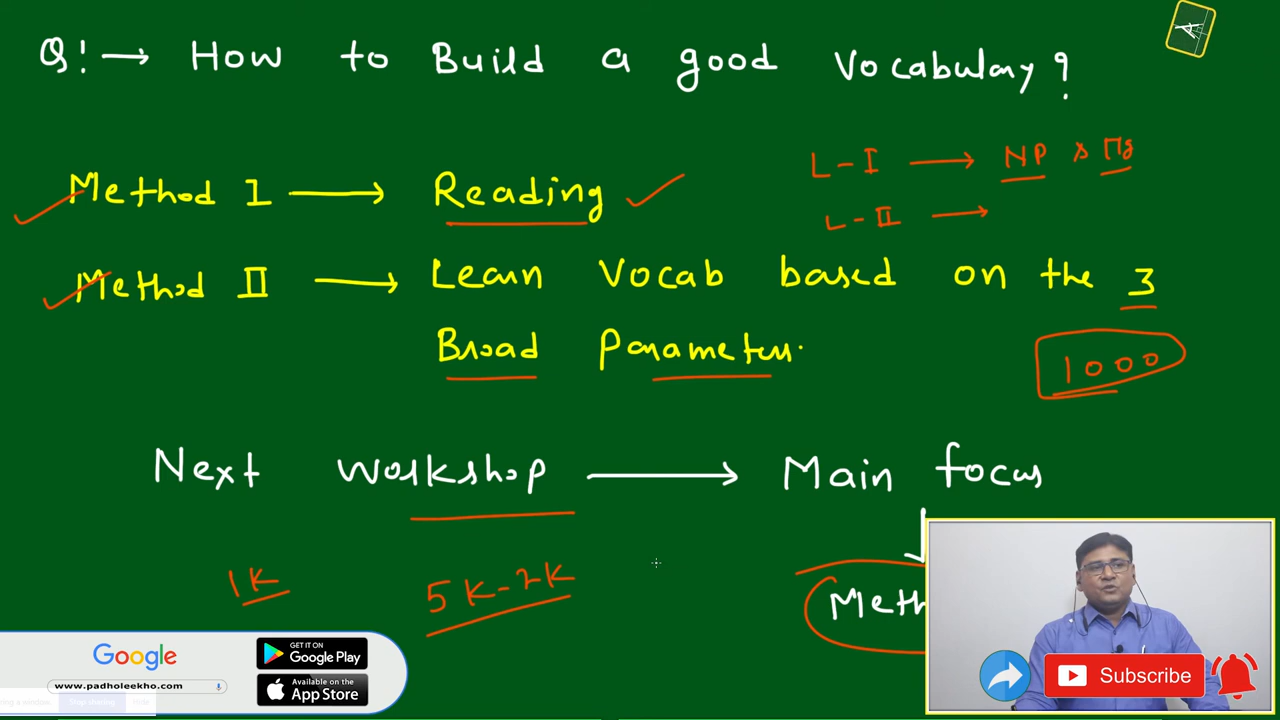 Q! → How to Build a good Vocabulary?
L-I → NP & Mg
Method I → Reading
L-II →
Method II → Learn Vocab based on the 3
Broad Parameters.
1000
Next Workshop → Main focus
1K 5K-7K Meth
Google
www.padholeekho.com
GET IT ON
Google Play
Available on the
App Store
Subscribe